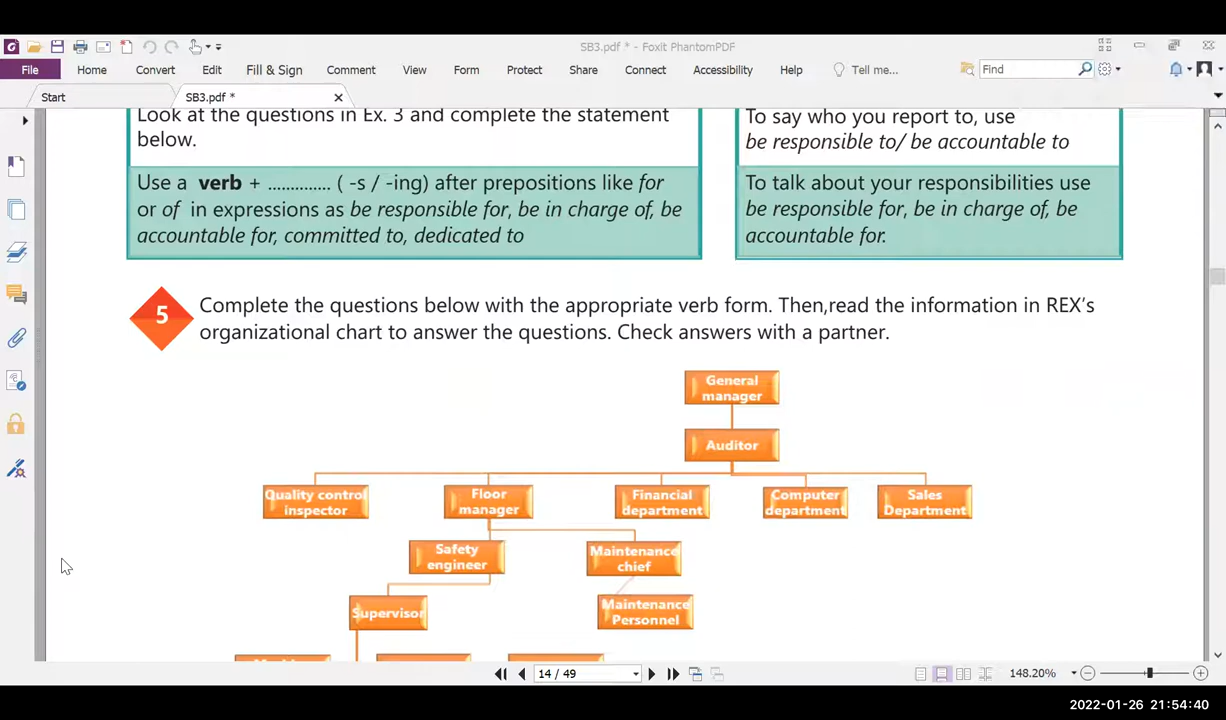 SB3.pdf * - Foxit PhantomPDF
File Home Convert Edit Fill & Sign Comment View Form Protect Share Connect Accessibility Help Tell me... Find
Start SB3.pdf *
Look at the questions in Ex. 3 and complete the statement
below.
Use a verb + ............. ( -s / -ing) after prepositions like for
or of in expressions as be responsible for, be in charge of, be
accountable for, committed to, dedicated to
To say who you report to, use
be responsible to/ be accountable to
To talk about your responsibilities use
be responsible for, be in charge of, be
accountable for.
5
Complete the questions below with the appropriate verb form. Then,read the information in REX's
organizational chart to answer the questions. Check answers with a partner.
General
manager
Auditor
Quality control
inspector
Floor
manager
Financial
department
Computer
department
Sales
Department
Safety
engineer
Maintenance
chief
Supervisor
Maintenance
Personnel
14 / 49
148.20%
2022-01-26 21:54:40